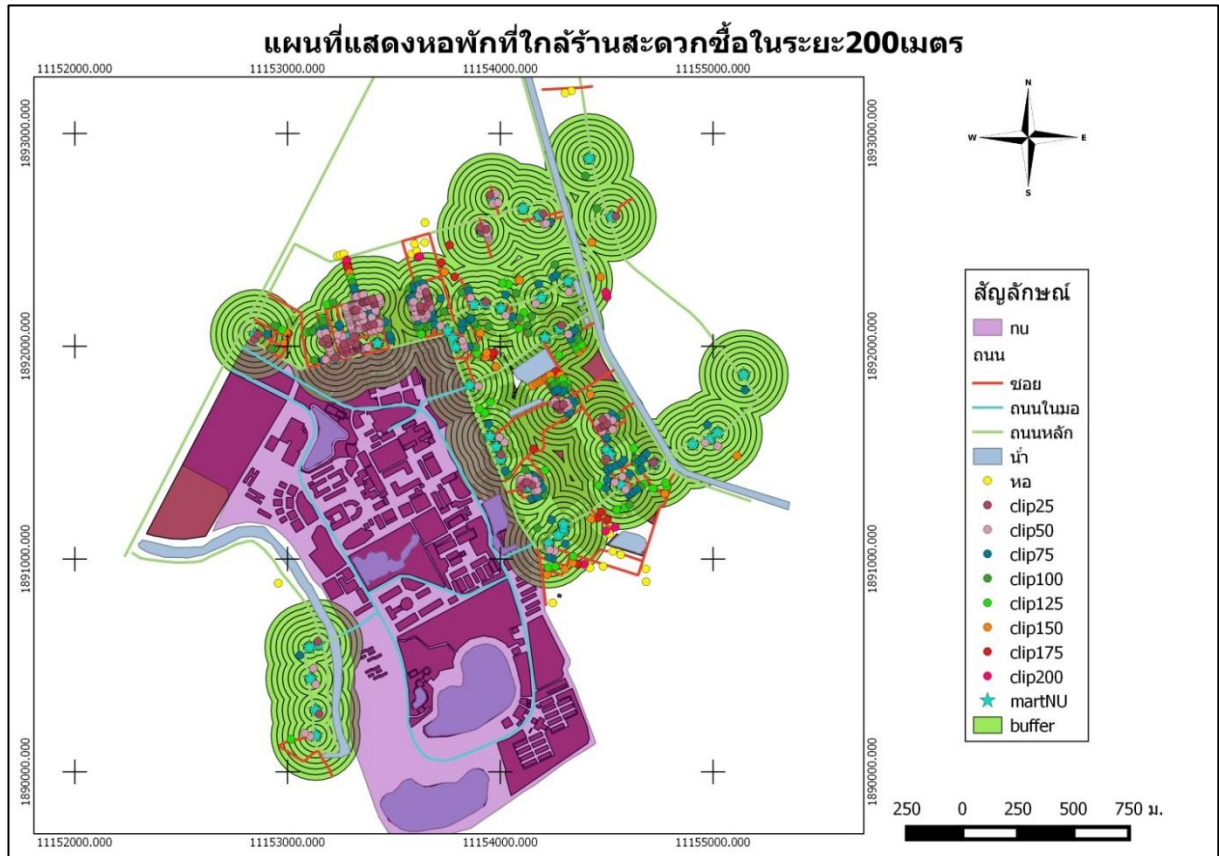 แผนที่แสดงหอพักที่ใกล้ร้านสะดวกซื้อในระยะ200เมตร
11152000.000 11153000.000 11154000.000 11155000.000
1893000.000 1893000.000
1892000.000 1892000.000
1891000.000 1891000.000
1890000.000 1890000.000
11152000.000 11153000.000 11154000.000 11155000.000
N
W E
S
สัญลักษณ์
nu
ถนน
ซอย
ถนนในมอ
ถนนหลัก
น้ำ
หอ
clip25
clip50
clip75
clip100
clip125
clip150
clip175
clip200
martNU
buffer
250 0 250 500 750 ม.